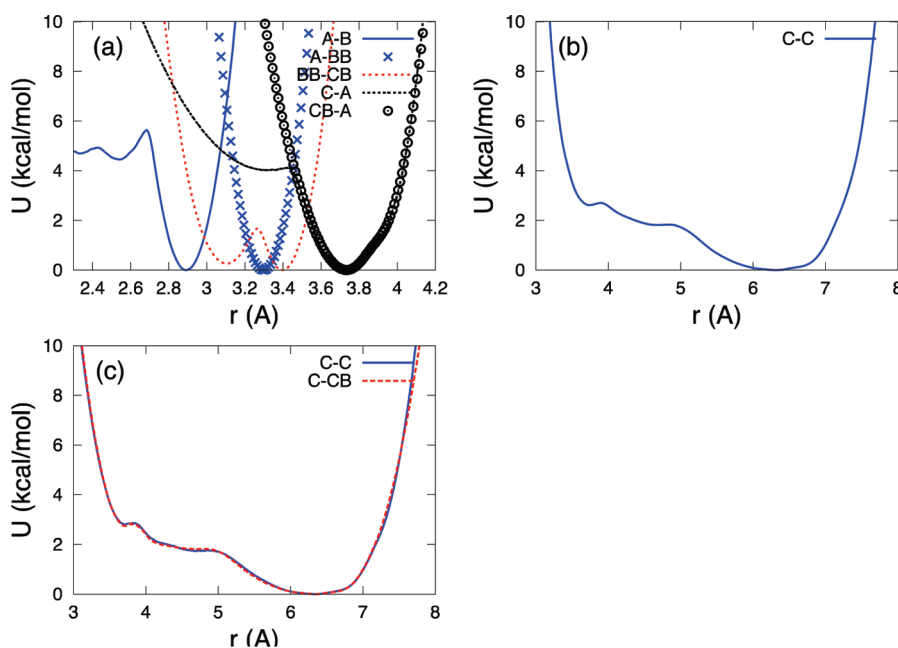 (a)
A-B
A-BB
BB-CB
C-A
CB-A
U (kcal/mol)
10
8
6
4
2
0
2.4 2.6 2.8 3 3.2 3.4 3.6 3.8 4 4.2
r (A)
(b)
C-C
U (kcal/mol)
10
8
6
4
2
0
3 4 5 6 7 8
r (A)
(c)
C-C
C-CB
U (kcal/mol)
10
8
6
4
2
0
3 4 5 6 7 8
r (A)